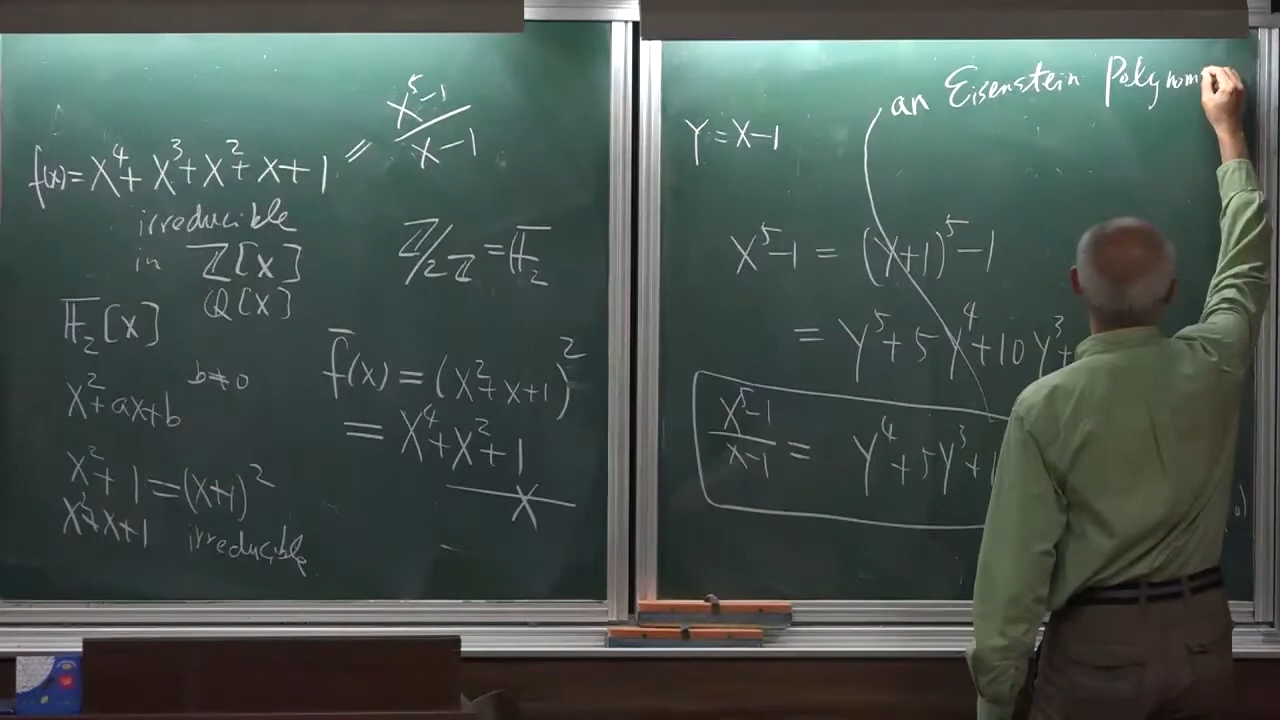 f(x) = X⁴ + X³ + X² + X + 1 = (X⁵ - 1)/(X - 1)
irreducible
in Z[X]
Q[X]
Z/2Z = F₂
F₂[X]
X² + aX + b b ≠ 0
X² + 1 = (X+1)²
X² + X + 1 irreducible
f̄(x) = (X² + X + 1)²
= X⁴ + X² + 1
X
an Eisenstein Polynom
Y = X - 1
X⁵ - 1 = (Y+1)⁵ - 1
= Y⁵ + 5Y⁴ + 10Y³ +
(X⁵ - 1)/(X - 1) = Y⁴ + 5Y³ + 1